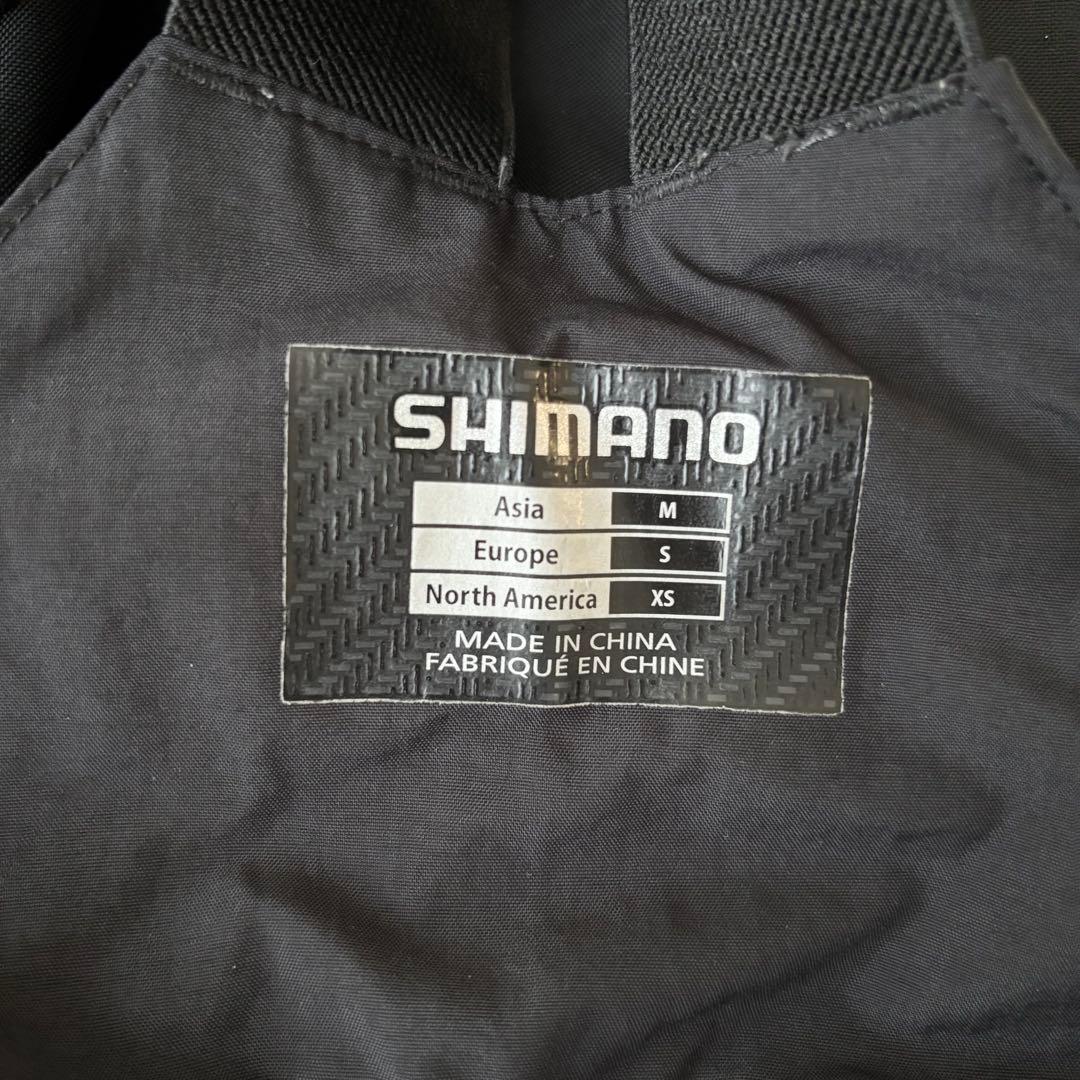 SHIMANO
Asia M
Europe S
North America XS
MADE IN CHINA
FABRIQUÉ EN CHINE